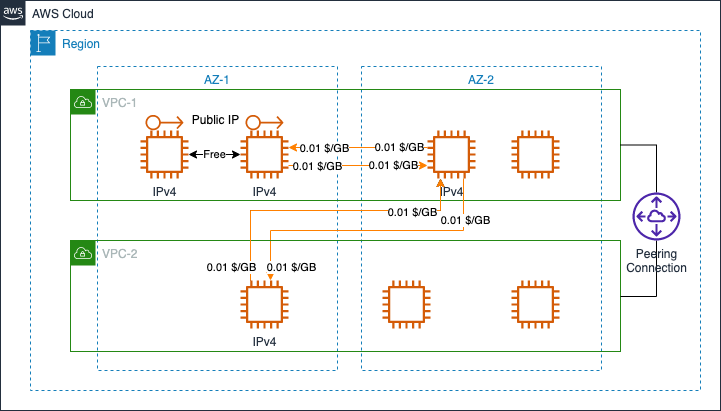 aws
AWS Cloud
Region
AZ-1
AZ-2
VPC-1
Public IP
Free
0.01 $/GB
0.01 $/GB
0.01 $/GB
0.01 $/GB
IPv4
IPv4
IPv4
0.01 $/GB
0.01 $/GB
VPC-2
Peering
Connection
0.01 $/GB
0.01 $/GB
IPv4